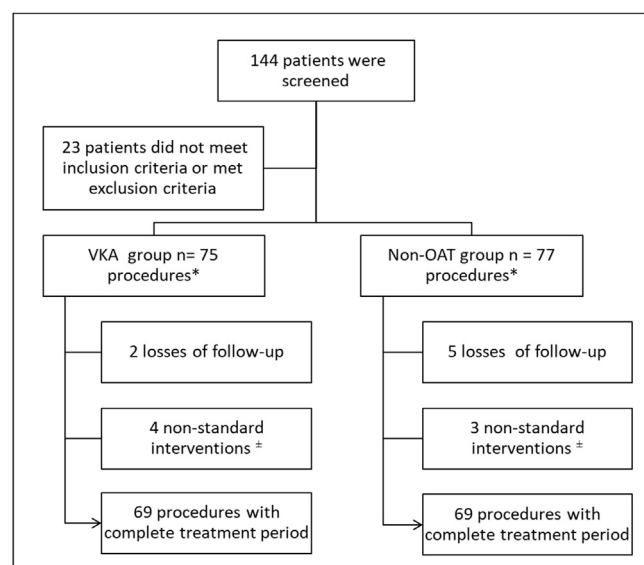 144 patients were
screened
23 patients did not meet
inclusion criteria or met
exclusion criteria
VKA group n= 75
procedures*
Non-OAT group n = 77
procedures*
2 losses of follow-up
5 losses of follow-up
4 non-standard
interventions ±
3 non-standard
interventions ±
69 procedures with
complete treatment period
69 procedures with
complete treatment period